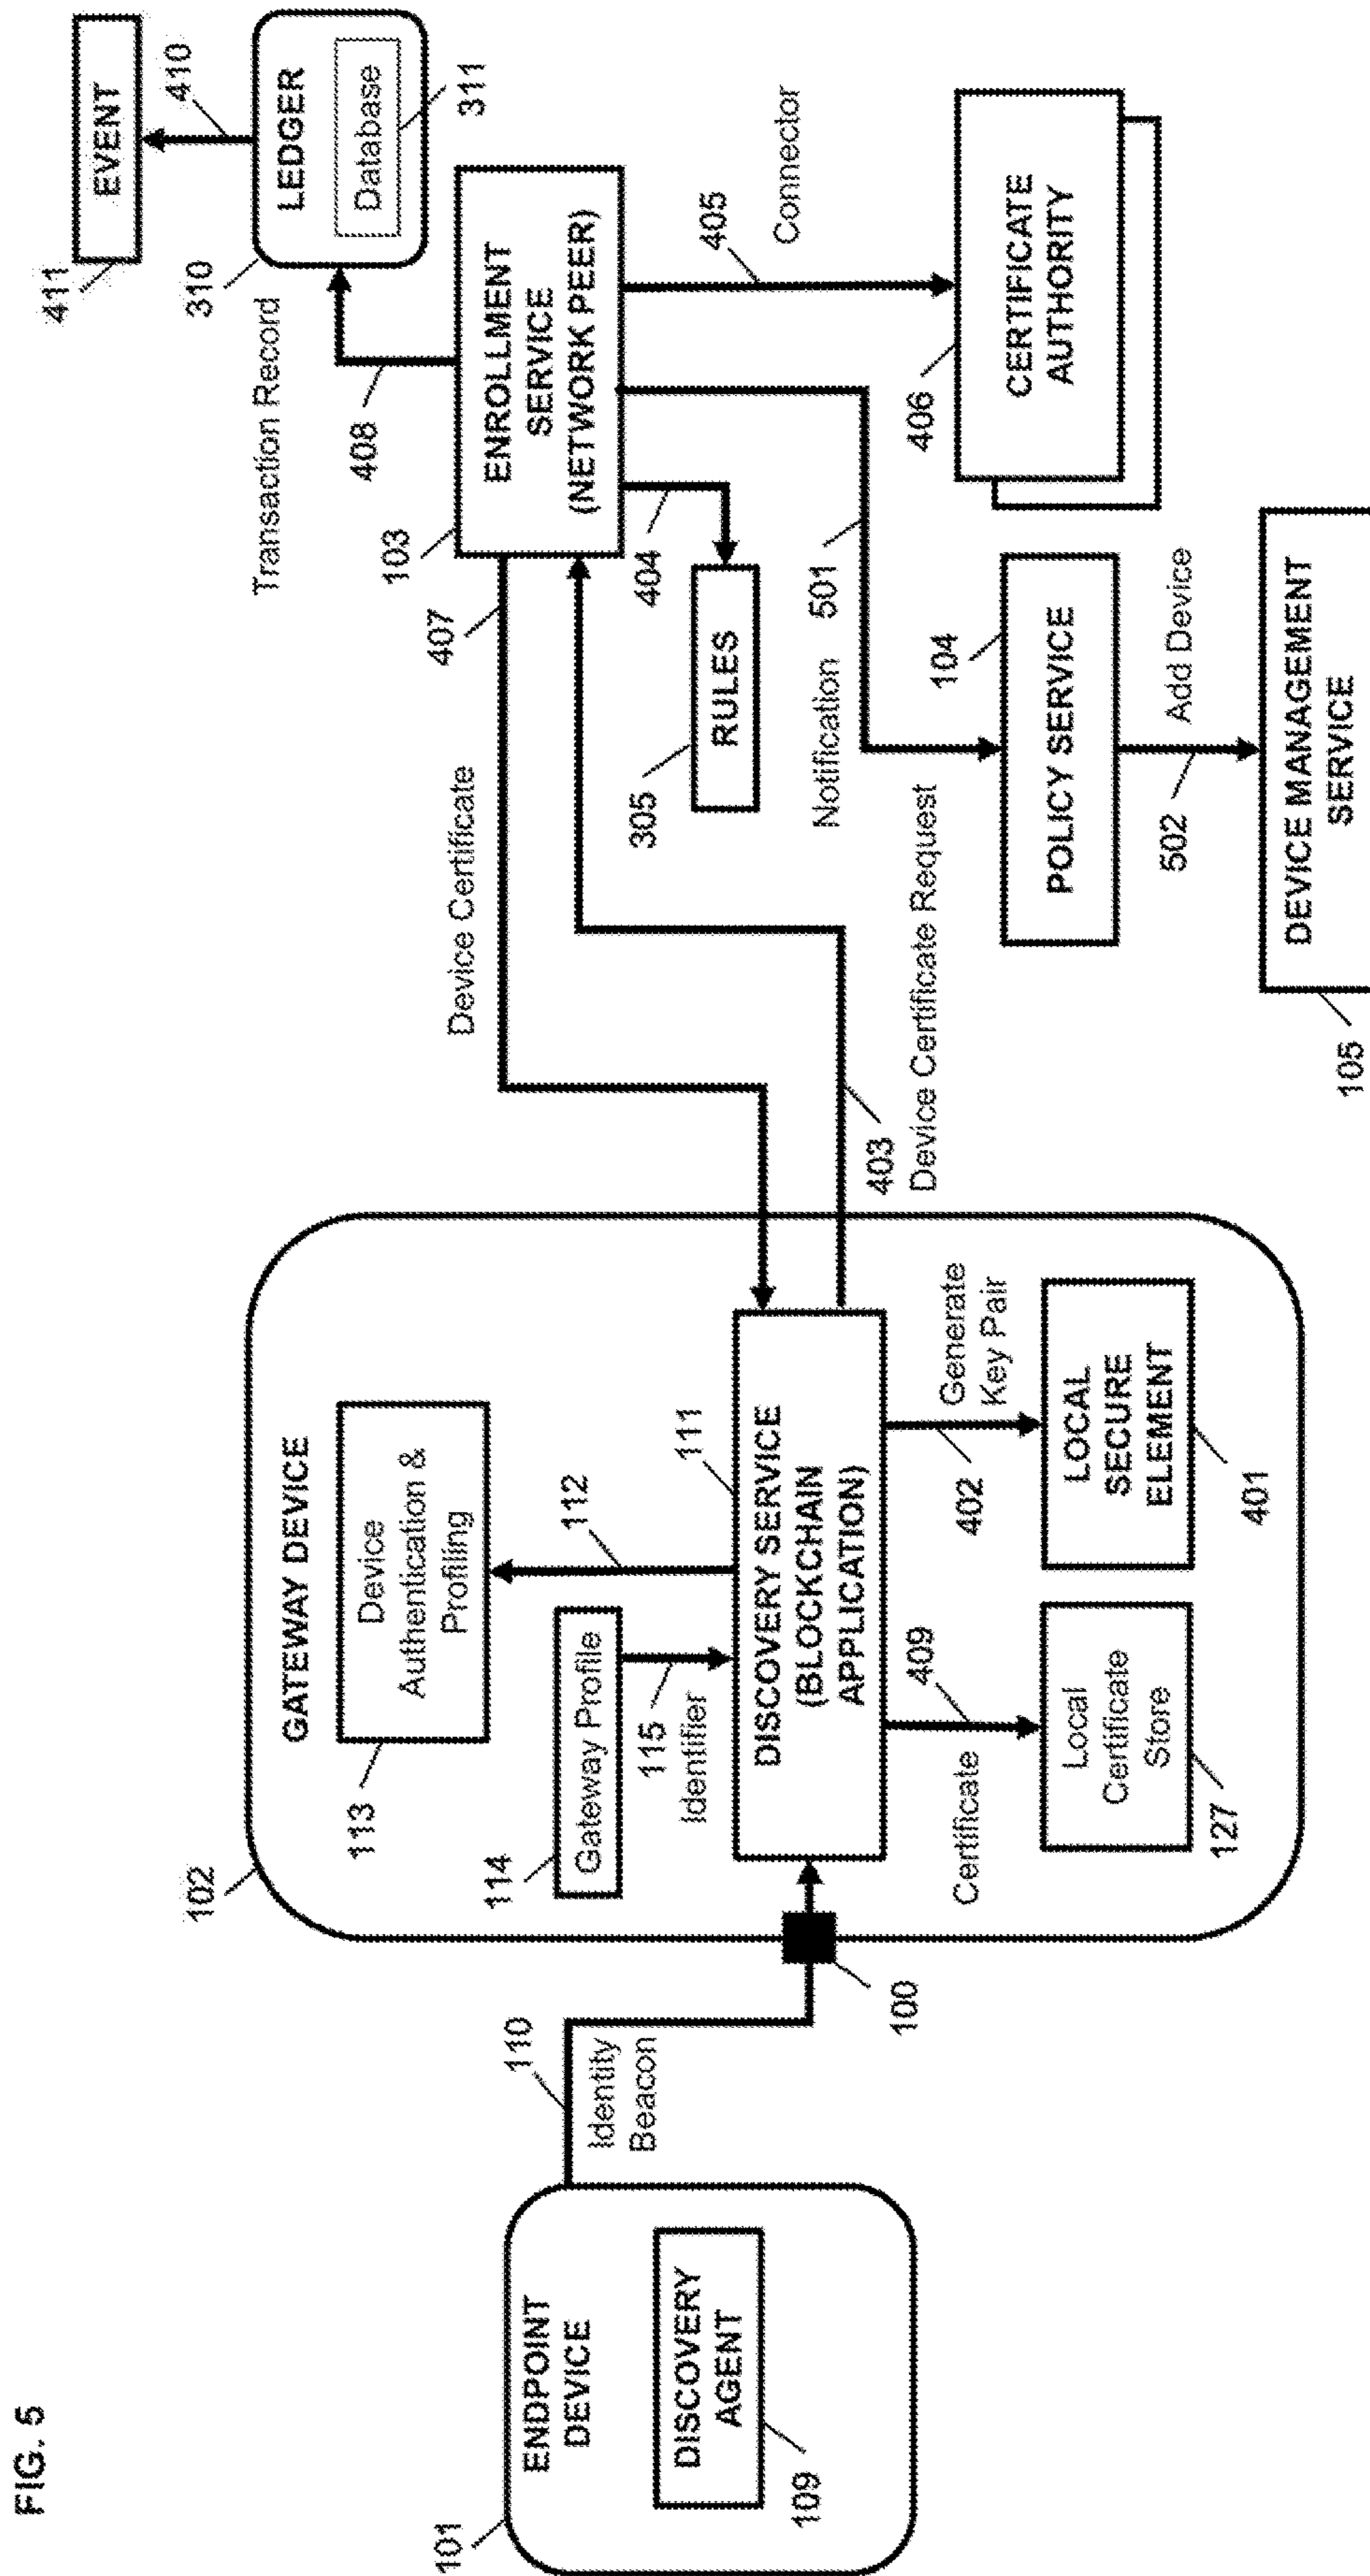 FIG. 5
101
ENDPOINT
DEVICE
DISCOVERY
AGENT
109
110
Identity
Beacon
100
102
GATEWAY DEVICE
113
Device
Authentication &
Profiling
114
Gateway Profile
112
115
Identifier
111
DISCOVERY SERVICE
(BLOCKCHAIN
APPLICATION)
Certificate
409
402
Generate
Key Pair
Local
Certificate
Store
127
LOCAL
SECURE
ELEMENT
401
Device Certificate
407
403
Device Certificate Request
411
EVENT
410
310
LEDGER
Database
311
Transaction Record
408
103
ENROLLMENT
SERVICE
(NETWORK PEER)
404
305
RULES
405
Connector
Notification
501
406
CERTIFICATE
AUTHORITY
104
POLICY SERVICE
502
Add Device
105
DEVICE MANAGEMENT
SERVICE